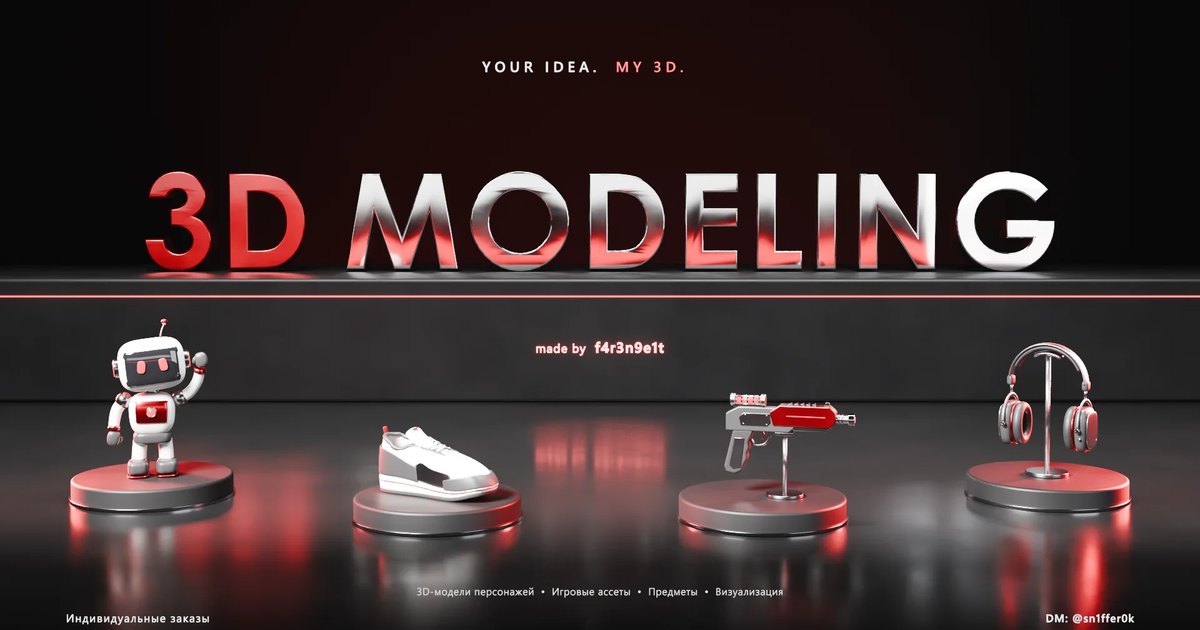 YOUR IDEA. MY 3D.
3D MODELING
made by f4r3n9e1t
3D-модели персонажей • Игровые ассеты • Предметы • Визуализация
Индивидуальные заказы
DM: @sn1ffer0k